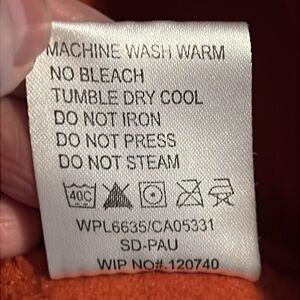 MACHINE WASH WARM
NO BLEACH
TUMBLE DRY COOL
DO NOT IRON
DO NOT PRESS
DO NOT STEAM
40C
WPL6635/CA05331
SD-PAU
WIP NO#.120740